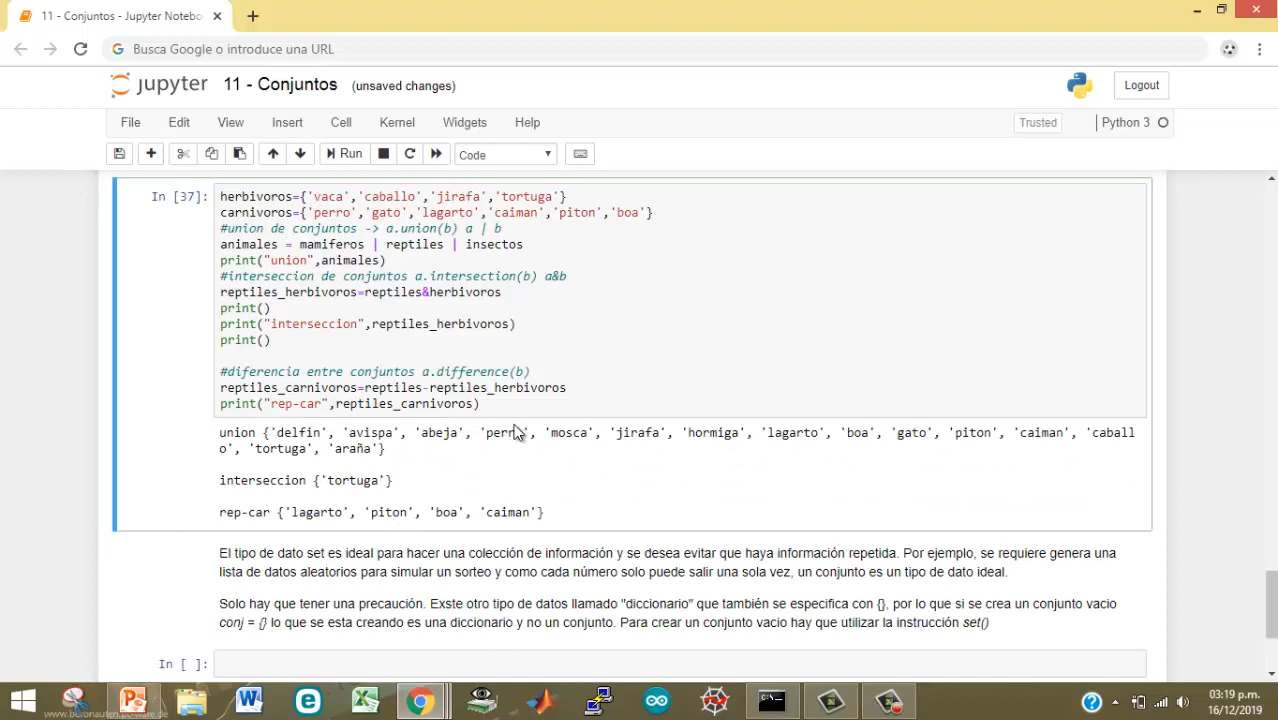 11 - Conjuntos - Jupyter Notebo
Busca Google o introduce una URL
jupyter 11 - Conjuntos (unsaved changes)
Logout
File Edit View Insert Cell Kernel Widgets Help
Trusted
Python 3
Run
Code
In [37]:
herbivoros={'vaca','caballo','jirafa','tortuga'}
carnivoros={'perro','gato','lagarto','caiman','piton','boa'}
#union de conjuntos -> a.union(b) a | b
animales = mamiferos | reptiles | insectos
print("union",animales)
#interseccion de conjuntos a.intersection(b) a&b
reptiles_herbivoros=reptiles&herbivoros
print()
print("interseccion",reptiles_herbivoros)
print()
#diferencia entre conjuntos a.difference(b)
reptiles_carnivoros=reptiles-reptiles_herbivoros
print("rep-car",reptiles_carnivoros)
union {'delfin', 'avispa', 'abeja', 'perro', 'mosca', 'jirafa', 'hormiga', 'lagarto', 'boa', 'gato', 'piton', 'caiman', 'caball
o', 'tortuga', 'araña'}
interseccion {'tortuga'}
rep-car {'lagarto', 'piton', 'boa', 'caiman'}
El tipo de dato set es ideal para hacer una colección de información y se desea evitar que haya información repetida. Por ejemplo, se requiere genera una
lista de datos aleatorios para simular un sorteo y como cada número solo puede salir una sola vez, un conjunto es un tipo de dato ideal.
Solo hay que tener una precaución. Exste otro tipo de datos llamado "diccionario" que también se especifica con {}, por lo que si se crea un conjunto vacio
conj = {} lo que se esta creando es una diccionario y no un conjunto. Para crear un conjunto vacio hay que utilizar la instrucción set()
In [ ]:
03:19 p.m.
16/12/2019